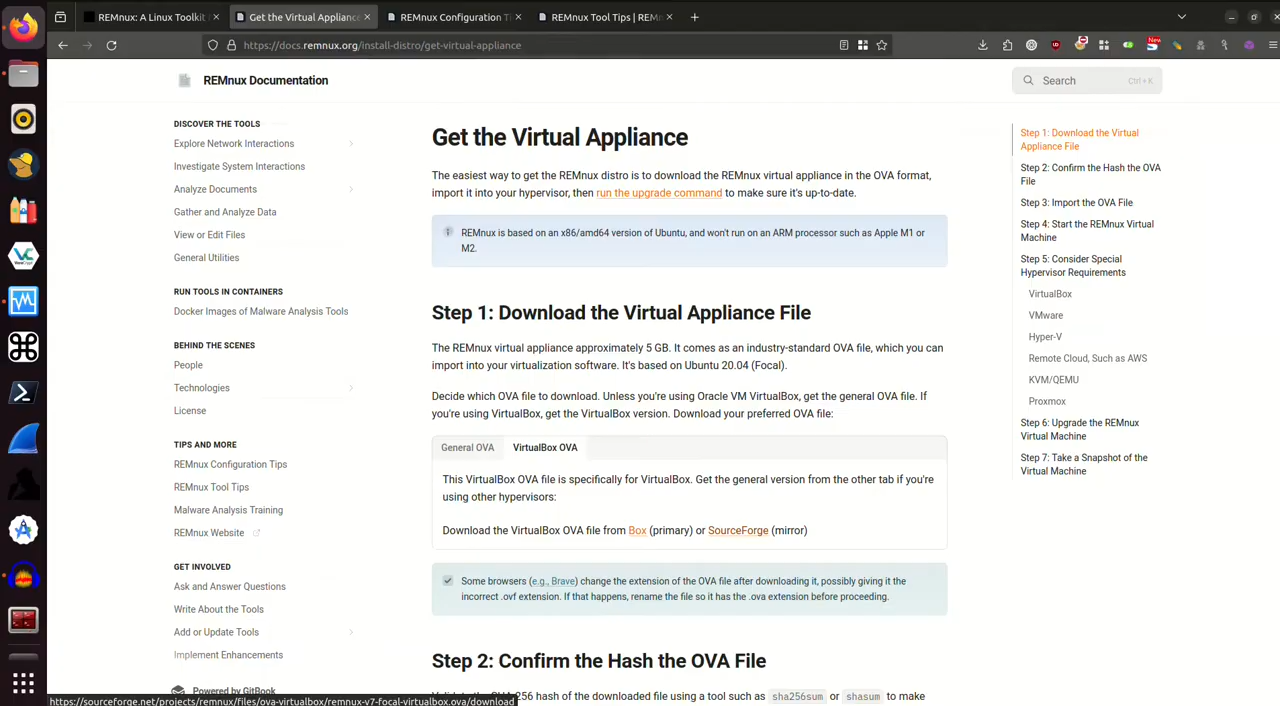 REMnux: A Linux Toolkit
Get the Virtual Appliance
REMnux Configuration T
REMnux Tool Tips | REM
https://docs.remnux.org/install-distro/get-virtual-appliance
New
REMnux Documentation
Search
Ctrl + K
DISCOVER THE TOOLS
Explore Network Interactions
Investigate System Interactions
Analyze Documents
Gather and Analyze Data
View or Edit Files
General Utilities
RUN TOOLS IN CONTAINERS
Docker Images of Malware Analysis Tools
BEHIND THE SCENES
People
Technologies
License
TIPS AND MORE
REMnux Configuration Tips
REMnux Tool Tips
Malware Analysis Training
REMnux Website
GET INVOLVED
Ask and Answer Questions
Write About the Tools
Add or Update Tools
Implement Enhancements
Powered by GitBook
Get the Virtual Appliance
The easiest way to get the REMnux distro is to download the REMnux virtual appliance in the OVA format,
import it into your hypervisor, then run the upgrade command to make sure it's up-to-date.
REMnux is based on an x86/amd64 version of Ubuntu, and won't run on an ARM processor such as Apple M1 or
M2.
Step 1: Download the Virtual Appliance File
The REMnux virtual appliance approximately 5 GB. It comes as an industry-standard OVA file, which you can
import into your virtualization software. It's based on Ubuntu 20.04 (Focal).
Decide which OVA file to download. Unless you're using Oracle VM VirtualBox, get the general OVA file. If
you're using VirtualBox, get the VirtualBox version. Download your preferred OVA file:
General OVA VirtualBox OVA
This VirtualBox OVA file is specifically for VirtualBox. Get the general version from the other tab if you're
using other hypervisors:
Download the VirtualBox OVA file from Box (primary) or SourceForge (mirror)
Some browsers (e.g., Brave) change the extension of the OVA file after downloading it, possibly giving it the
incorrect .ovf extension. If that happens, rename the file so it has the .ova extension before proceeding.
Step 2: Confirm the Hash the OVA File
256 hash of the downloaded file using a tool such as sha256sum or shasum to make
Step 1: Download the Virtual
Appliance File
Step 2: Confirm the Hash the OVA
File
Step 3: Import the OVA File
Step 4: Start the REMnux Virtual
Machine
Step 5: Consider Special
Hypervisor Requirements
VirtualBox
VMware
Hyper-V
Remote Cloud, Such as AWS
KVM/QEMU
Proxmox
Step 6: Upgrade the REMnux
Virtual Machine
Step 7: Take a Snapshot of the
Virtual Machine
https://sourceforge.net/projects/remnux/files/ova-virtualbox/remnux-v7-focal-virtualbox.ova/download